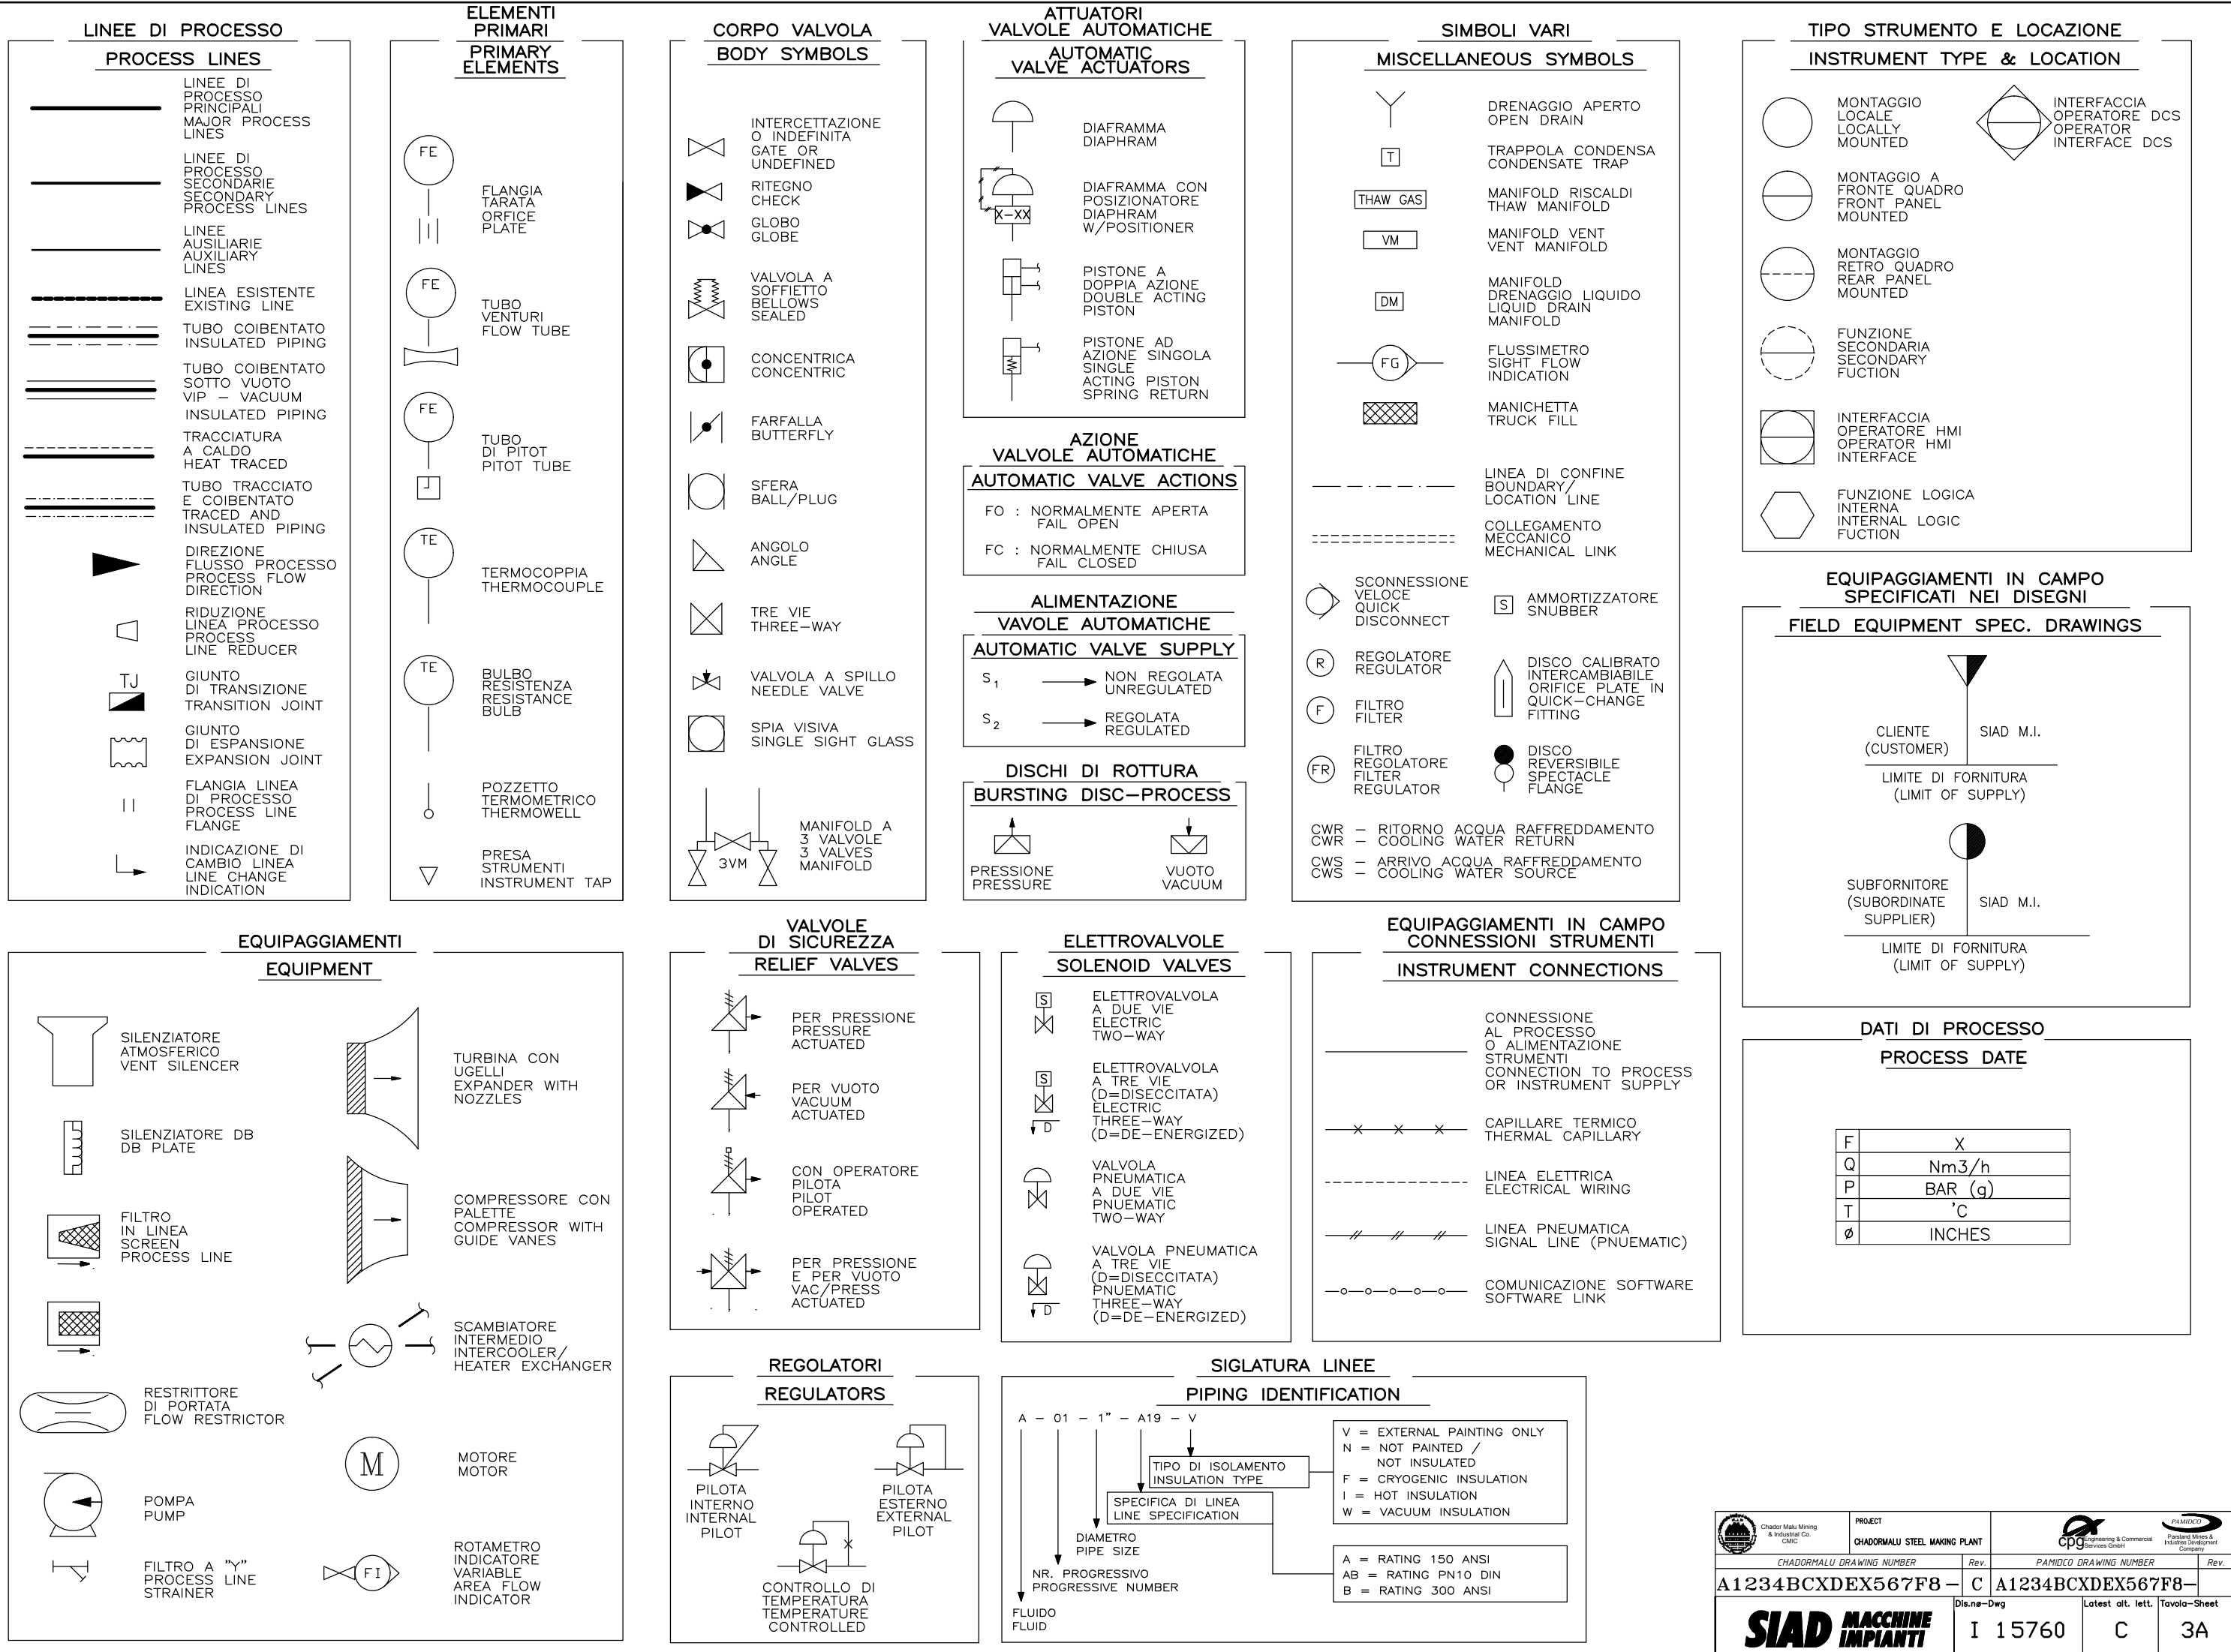 LINEE DI PROCESSO
PROCESS LINES
LINEE DI
PROCESSO
PRINCIPALI
MAJOR PROCESS
LINES
LINEE DI
PROCESSO
SECONDARIE
SECONDARY
PROCESS LINES
LINEE
AUSILIARIE
AUXILIARY
LINES
LINEA ESISTENTE
EXISTING LINE
TUBO COIBENTATO
INSULATED PIPING
TUBO COIBENTATO
SOTTO VUOTO
VIP – VACUUM
INSULATED PIPING
TRACCIATURA
A CALDO
HEAT TRACED
TUBO TRACCIATO
E COIBENTATO
TRACED AND
INSULATED PIPING
DIREZIONE
FLUSSO PROCESSO
PROCESS FLOW
DIRECTION
RIDUZIONE
LINEA PROCESSO
PROCESS
LINE REDUCER
TJ
GIUNTO
DI TRANSIZIONE
TRANSITION JOINT
GIUNTO
DI ESPANSIONE
EXPANSION JOINT
FLANGIA LINEA
DI PROCESSO
PROCESS LINE
FLANGE
INDICAZIONE DI
CAMBIO LINEA
LINE CHANGE
INDICATION
ELEMENTI
PRIMARI
PRIMARY
ELEMENTS
FE
FLANGIA
TARATA
ORFICE
PLATE
FE
TUBO
VENTURI
FLOW TUBE
FE
TUBO
DI PITOT
PITOT TUBE
TE
TERMOCOPPIA
THERMOCOUPLE
TE
BULBO
RESISTENZA
RESISTANCE
BULB
POZZETTO
TERMOMETRICO
THERMOWELL
PRESA
STRUMENTI
INSTRUMENT TAP
CORPO VALVOLA
BODY SYMBOLS
INTERCETTAZIONE
O INDEFINITA
GATE OR
UNDEFINED
RITEGNO
CHECK
GLOBO
GLOBE
VALVOLA A
SOFFIETTO
BELLOWS
SEALED
CONCENTRICA
CONCENTRIC
FARFALLA
BUTTERFLY
SFERA
BALL/PLUG
ANGOLO
ANGLE
TRE VIE
THREE–WAY
VALVOLA A SPILLO
NEEDLE VALVE
SPIA VISIVA
SINGLE SIGHT GLASS
3VM
MANIFOLD A
3 VALVOLE
3 VALVES
MANIFOLD
ATTUATORI
VALVOLE AUTOMATICHE
AUTOMATIC
VALVE ACTUATORS
DIAFRAMMA
DIAPHRAM
X–XX
DIAFRAMMA CON
POSIZIONATORE
DIAPHRAM
W/POSITIONER
PISTONE A
DOPPIA AZIONE
DOUBLE ACTING
PISTON
PISTONE AD
AZIONE SINGOLA
SINGLE
ACTING PISTON
SPRING RETURN
AZIONE
VALVOLE AUTOMATICHE
AUTOMATIC VALVE ACTIONS
FO : NORMALMENTE APERTA
FAIL OPEN
FC : NORMALMENTE CHIUSA
FAIL CLOSED
ALIMENTAZIONE
VAVOLE AUTOMATICHE
AUTOMATIC VALVE SUPPLY
S1 NON REGOLATA
UNREGULATED
S2 REGOLATA
REGULATED
DISCHI DI ROTTURA
BURSTING DISC–PROCESS
PRESSIONE
PRESSURE
VUOTO
VACUUM
SIMBOLI VARI
MISCELLANEOUS SYMBOLS
DRENAGGIO APERTO
OPEN DRAIN
T
TRAPPOLA CONDENSA
CONDENSATE TRAP
THAW GAS
MANIFOLD RISCALDI
THAW MANIFOLD
VM
MANIFOLD VENT
VENT MANIFOLD
DM
MANIFOLD
DRENAGGIO LIQUIDO
LIQUID DRAIN
MANIFOLD
FG
FLUSSIMETRO
SIGHT FLOW
INDICATION
MANICHETTA
TRUCK FILL
LINEA DI CONFINE
BOUNDARY/
LOCATION LINE
COLLEGAMENTO
MECCANICO
MECHANICAL LINK
SCONNESSIONE
VELOCE
QUICK
DISCONNECT
S
AMMORTIZZATORE
SNUBBER
R
REGOLATORE
REGULATOR
DISCO CALIBRATO
INTERCAMBIABILE
ORIFICE PLATE IN
QUICK–CHANGE
FITTING
F
FILTRO
FILTER
FR
FILTRO
REGOLATORE
FILTER
REGULATOR
DISCO
REVERSIBILE
SPECTACLE
FLANGE
CWR – RITORNO ACQUA RAFFREDDAMENTO
CWR – COOLING WATER RETURN
CWS – ARRIVO ACQUA RAFFREDDAMENTO
CWS – COOLING WATER SOURCE
TIPO STRUMENTO E LOCAZIONE
INSTRUMENT TYPE & LOCATION
MONTAGGIO
LOCALE
LOCALLY
MOUNTED
INTERFACCIA
OPERATORE DCS
OPERATOR
INTERFACE DCS
MONTAGGIO A
FRONTE QUADRO
FRONT PANEL
MOUNTED
MONTAGGIO
RETRO QUADRO
REAR PANEL
MOUNTED
FUNZIONE
SECONDARIA
SECONDARY
FUCTION
INTERFACCIA
OPERATORE HMI
OPERATOR HMI
INTERFACE
FUNZIONE LOGICA
INTERNA
INTERNAL LOGIC
FUCTION
EQUIPAGGIAMENTI IN CAMPO
SPECIFICATI NEI DISEGNI
FIELD EQUIPMENT SPEC. DRAWINGS
CLIENTE
(CUSTOMER)
SIAD M.I.
LIMITE DI FORNITURA
(LIMIT OF SUPPLY)
SUBFORNITORE
(SUBORDINATE
SUPPLIER)
SIAD M.I.
LIMITE DI FORNITURA
(LIMIT OF SUPPLY)
EQUIPAGGIAMENTI
EQUIPMENT
SILENZIATORE
ATMOSFERICO
VENT SILENCER
SILENZIATORE DB
DB PLATE
FILTRO
IN LINEA
SCREEN
PROCESS LINE
RESTRITTORE
DI PORTATA
FLOW RESTRICTOR
POMPA
PUMP
FILTRO A "Y"
PROCESS LINE
STRAINER
TURBINA CON
UGELLI
EXPANDER WITH
NOZZLES
COMPRESSORE CON
PALETTE
COMPRESSOR WITH
GUIDE VANES
SCAMBIATORE
INTERMEDIO
INTERCOOLER/
HEATER EXCHANGER
M
MOTORE
MOTOR
FI
ROTAMETRO
INDICATORE
VARIABLE
AREA FLOW
INDICATOR
VALVOLE
DI SICUREZZA
RELIEF VALVES
PER PRESSIONE
PRESSURE
ACTUATED
PER VUOTO
VACUUM
ACTUATED
CON OPERATORE
PILOTA
PILOT
OPERATED
PER PRESSIONE
E PER VUOTO
VAC/PRESS
ACTUATED
ELETTROVALVOLE
SOLENOID VALVES
S
ELETTROVALVOLA
A DUE VIE
ELECTRIC
TWO–WAY
S
D
ELETTROVALVOLA
A TRE VIE
(D=DISECCITATA)
ELECTRIC
THREE–WAY
(D=DE–ENERGIZED)
VALVOLA
PNEUMATICA
A DUE VIE
PNUEMATIC
TWO–WAY
D
VALVOLA PNEUMATICA
A TRE VIE
(D=DISECCITATA)
PNUEMATIC
THREE–WAY
(D=DE–ENERGIZED)
EQUIPAGGIAMENTI IN CAMPO
CONNESSIONI STRUMENTI
INSTRUMENT CONNECTIONS
CONNESSIONE
AL PROCESSO
O ALIMENTAZIONE
STRUMENTI
CONNECTION TO PROCESS
OR INSTRUMENT SUPPLY
CAPILLARE TERMICO
THERMAL CAPILLARY
LINEA ELETTRICA
ELECTRICAL WIRING
LINEA PNEUMATICA
SIGNAL LINE (PNUEMATIC)
COMUNICAZIONE SOFTWARE
SOFTWARE LINK
DATI DI PROCESSO
PROCESS DATE
F X
Q Nm3/h
P BAR (g)
T 'C
Ø INCHES
REGOLATORI
REGULATORS
PILOTA
INTERNO
INTERNAL
PILOT
PILOTA
ESTERNO
EXTERNAL
PILOT
CONTROLLO DI
TEMPERATURA
TEMPERATURE
CONTROLLED
SIGLATURA LINEE
PIPING IDENTIFICATION
A – 01 – 1" – A19 – V
TIPO DI ISOLAMENTO
INSULATION TYPE
V = EXTERNAL PAINTING ONLY
N = NOT PAINTED /
NOT INSULATED
F = CRYOGENIC INSULATION
I = HOT INSULATION
W = VACUUM INSULATION
SPECIFICA DI LINEA
LINE SPECIFICATION
A = RATING 150 ANSI
AB = RATING PN10 DIN
B = RATING 300 ANSI
DIAMETRO
PIPE SIZE
NR. PROGRESSIVO
PROGRESSIVE NUMBER
FLUIDO
FLUID
Chador Malu Mining
& Industrial Co.
CMIC
PROJECT
CHADORMALU STEEL MAKING PLANT
cpg
Engineering & Commercial
Services GmbH
PAMIDCO
Parsland Mines &
Industries Development
Company
CHADORMALU DRAWING NUMBER Rev. PAMIDCO DRAWING NUMBER Rev.
A1234BCXDEX567F8– C A1234BCXDEX567F8–
SIAD MACCHINE
IMPIANTI
Dis.nø–Dwg Latest alt. lett. Tavola–Sheet
I 15760 C 3A